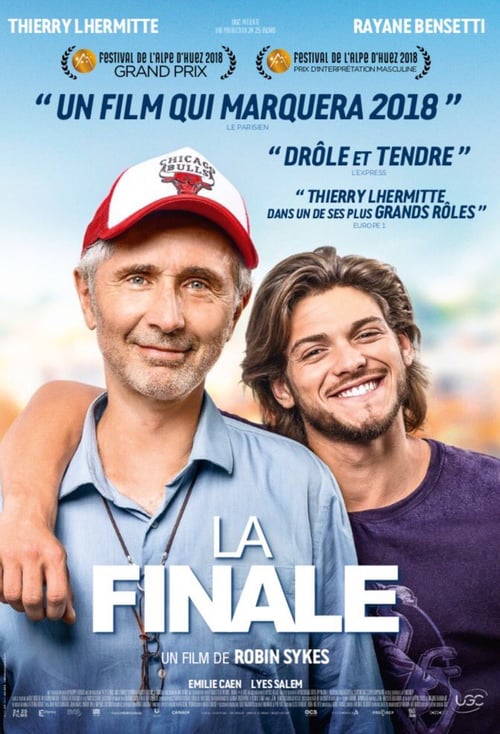 THIERRY LHERMITTE
RAYANE BENSETTI
UGC PRÉSENTE
FESTIVAL DE L'ALPE D'HUEZ 2018
GRAND PRIX
FESTIVAL DE L'ALPE D'HUEZ 2018
PRIX D'INTERPRÉTATION MASCULINE
“ UN FILM QUI MARQUERA 2018 ”
LE PARISIEN
“ DRÔLE ET TENDRE ”
L'EXPRESS
“ THIERRY LHERMITTE
DANS UN DE SES PLUS GRANDS RÔLES ”
EUROPE 1
CHICAGO
BULLS
LA
FINALE
UN FILM DE ROBIN SYKES
EMILIE CAEN LYES SALEM
UGC